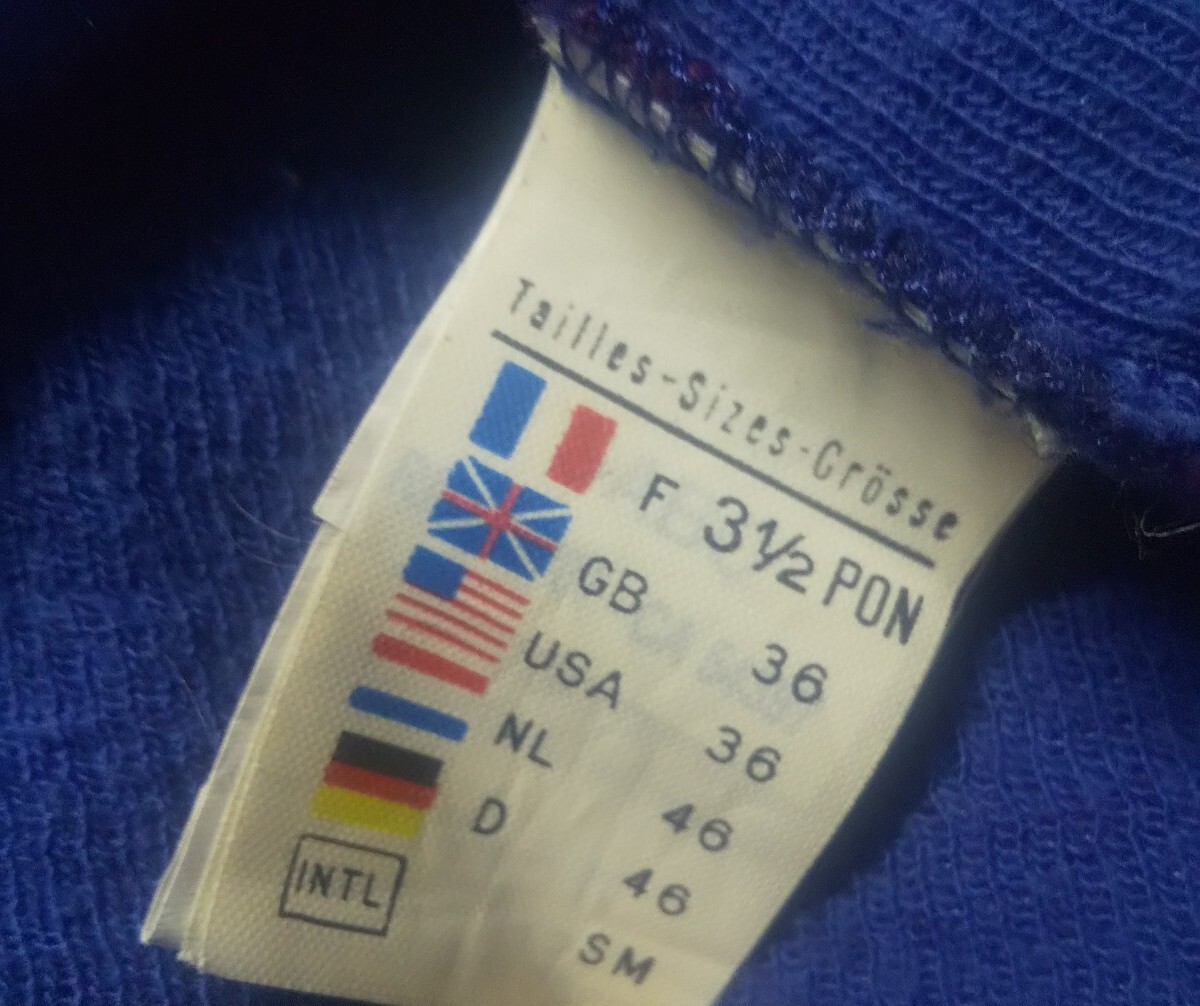 Tailles-Sizes-Grösse
F 3½ PON
GB 36
USA 36
NL 46
D 46
INTL SM